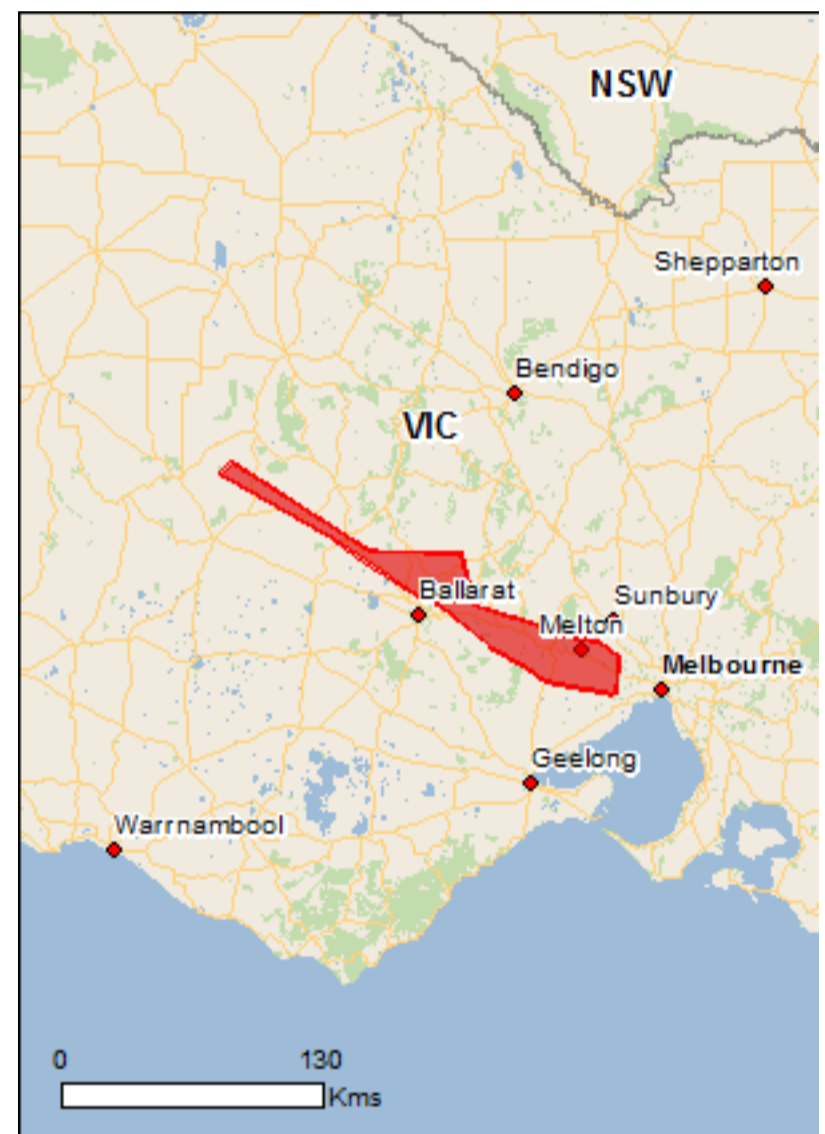 NSW
Shepparton
Bendigo
VIC
Ballarat
Sunbury
Melton
Melbourne
Geelong
Warrnambool
0 130
Kms